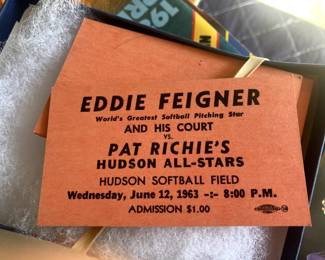 EDDIE FEIGNER
World's Greatest Softball Pitching Star
AND HIS COURT
vs.
PAT RICHIE'S
HUDSON ALL-STARS
HUDSON SOFTBALL FIELD
Wednesday, June 12, 1963 -:- 8:00 P.M.
ADMISSION $1.00